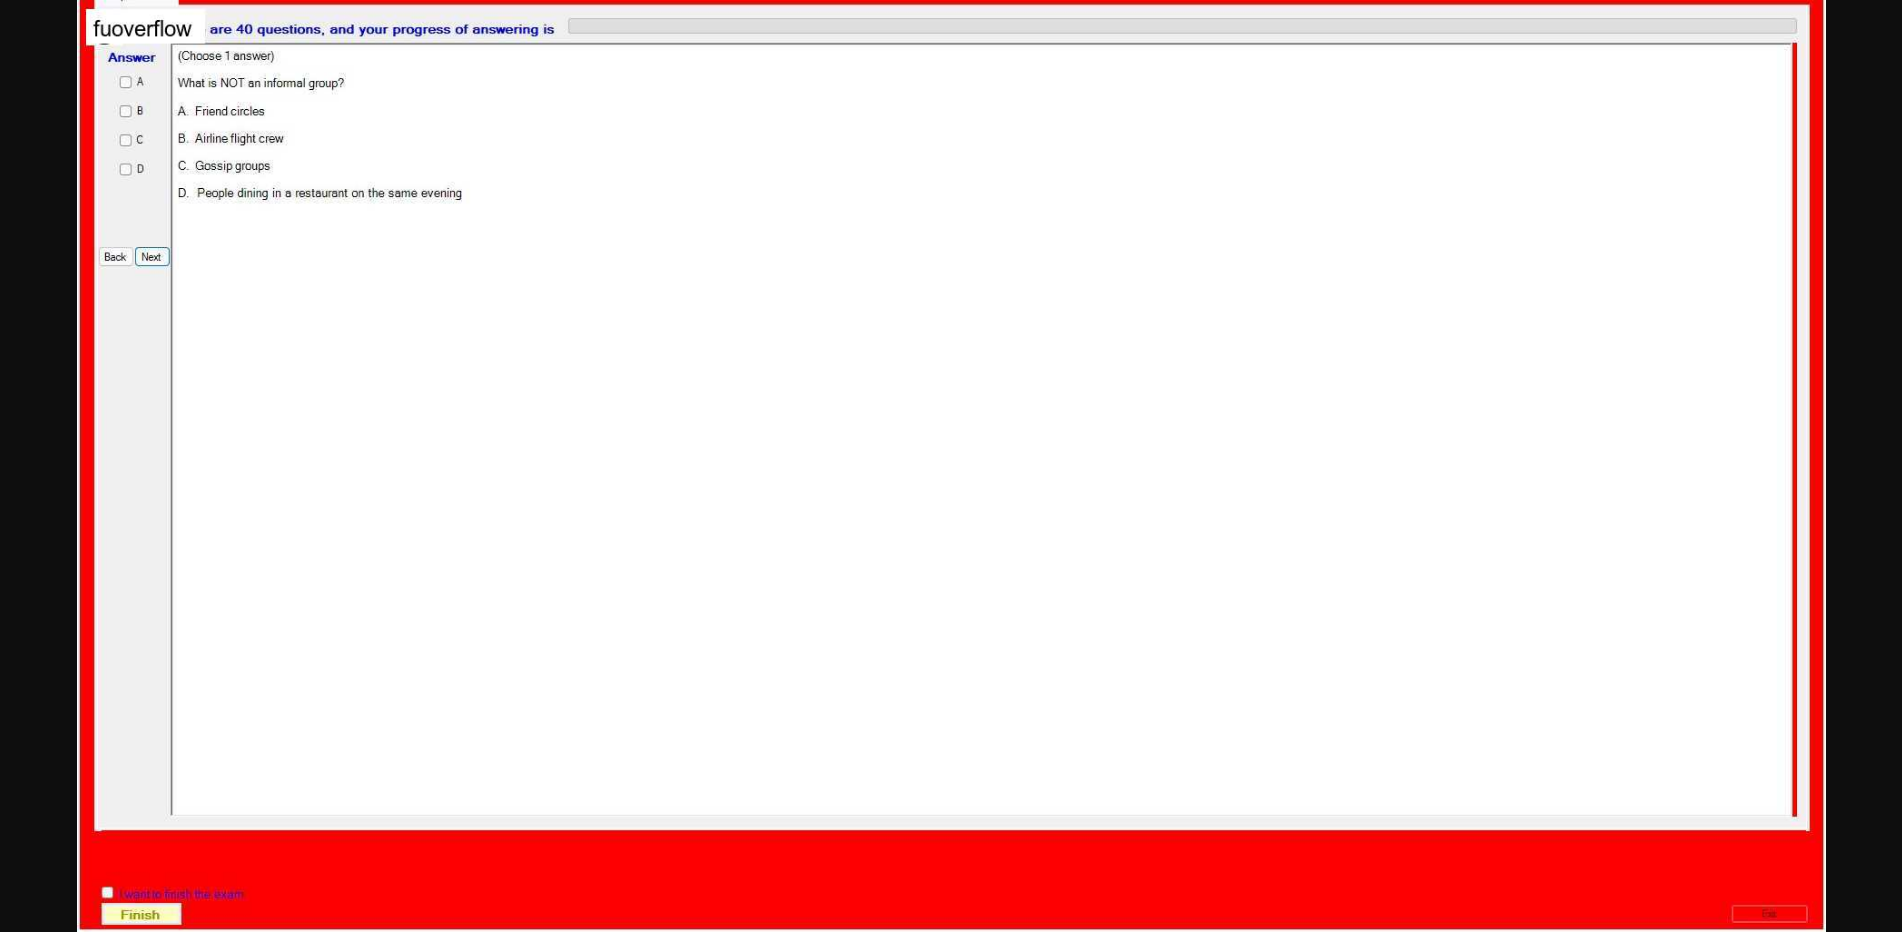 fuoverflow are 40 questions, and your progress of answering is
Answer
(Choose 1 answer)
A
What is NOT an informal group?
B
A. Friend circles
C
B. Airline flight crew
D
C. Gossip groups
D. People dining in a restaurant on the same evening
Back Next
I want to finish the exam
Finish
Exit